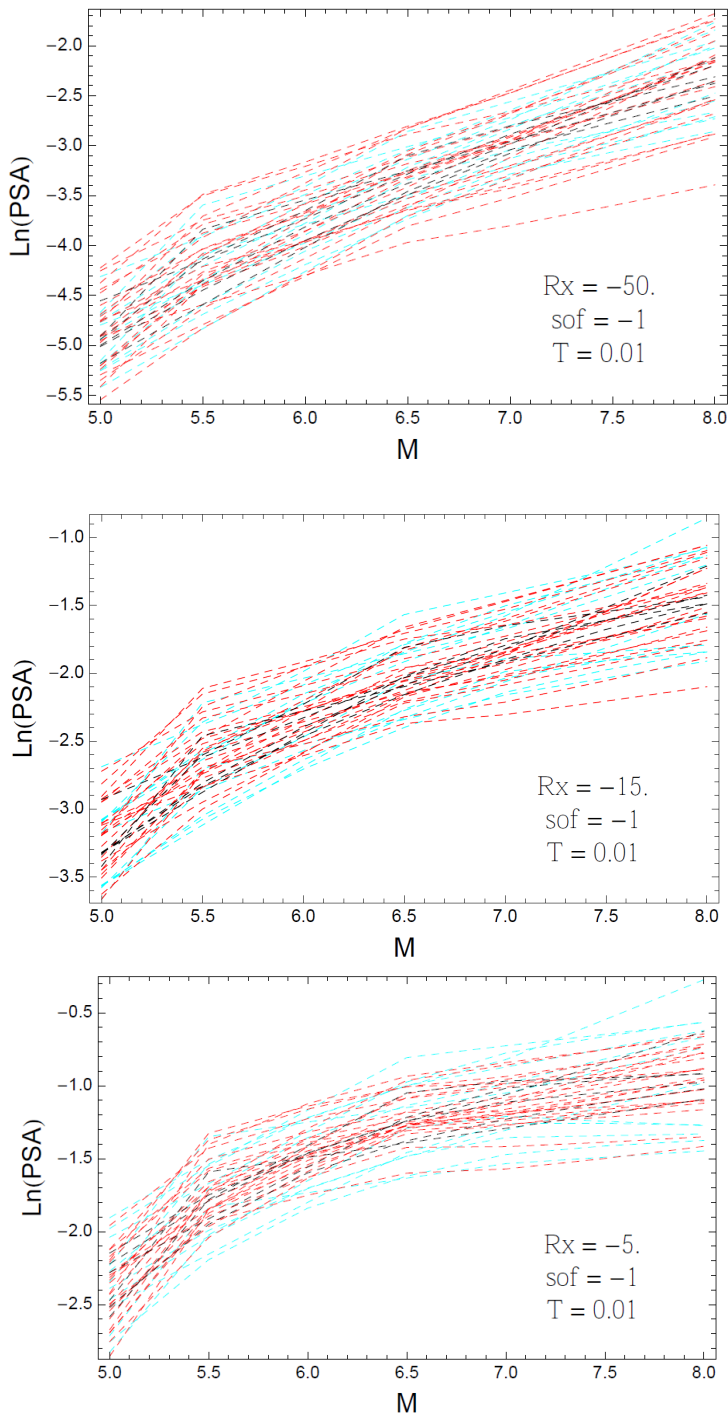 −2.0
−2.5
−3.0
−3.5
−4.0
−4.5
−5.0
−5.5
Ln(PSA)
Rx = −50.
sof = −1
T = 0.01
5.0 5.5 6.0 6.5 7.0 7.5 8.0
M
−1.0
−1.5
−2.0
−2.5
−3.0
−3.5
Ln(PSA)
Rx = −15.
sof = −1
T = 0.01
5.0 5.5 6.0 6.5 7.0 7.5 8.0
M
−0.5
−1.0
−1.5
−2.0
−2.5
Ln(PSA)
Rx = −5.
sof = −1
T = 0.01
5.0 5.5 6.0 6.5 7.0 7.5 8.0
M